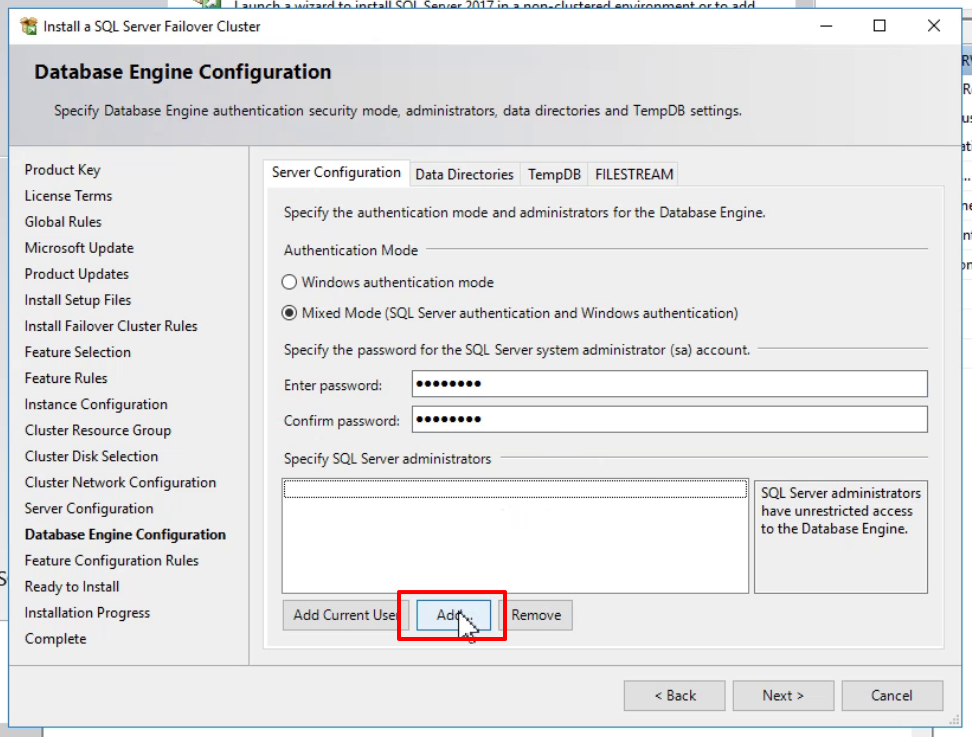 Launch a wizard to install SQL Server 2017 in a non-clustered environment or to add
Install a SQL Server Failover Cluster
Database Engine Configuration
Specify Database Engine authentication security mode, administrators, data directories and TempDB settings.
Product Key
License Terms
Global Rules
Microsoft Update
Product Updates
Install Setup Files
Install Failover Cluster Rules
Feature Selection
Feature Rules
Instance Configuration
Cluster Resource Group
Cluster Disk Selection
Cluster Network Configuration
Server Configuration
Database Engine Configuration
Feature Configuration Rules
Ready to Install
Installation Progress
Complete
Server Configuration Data Directories TempDB FILESTREAM
Specify the authentication mode and administrators for the Database Engine.
Authentication Mode
Windows authentication mode
Mixed Mode (SQL Server authentication and Windows authentication)
Specify the password for the SQL Server system administrator (sa) account.
Enter password: ●●●●●●●●
Confirm password: ●●●●●●●●
Specify SQL Server administrators
SQL Server administrators
have unrestricted access
to the Database Engine.
Add Current User Add... Remove
< Back Next > Cancel